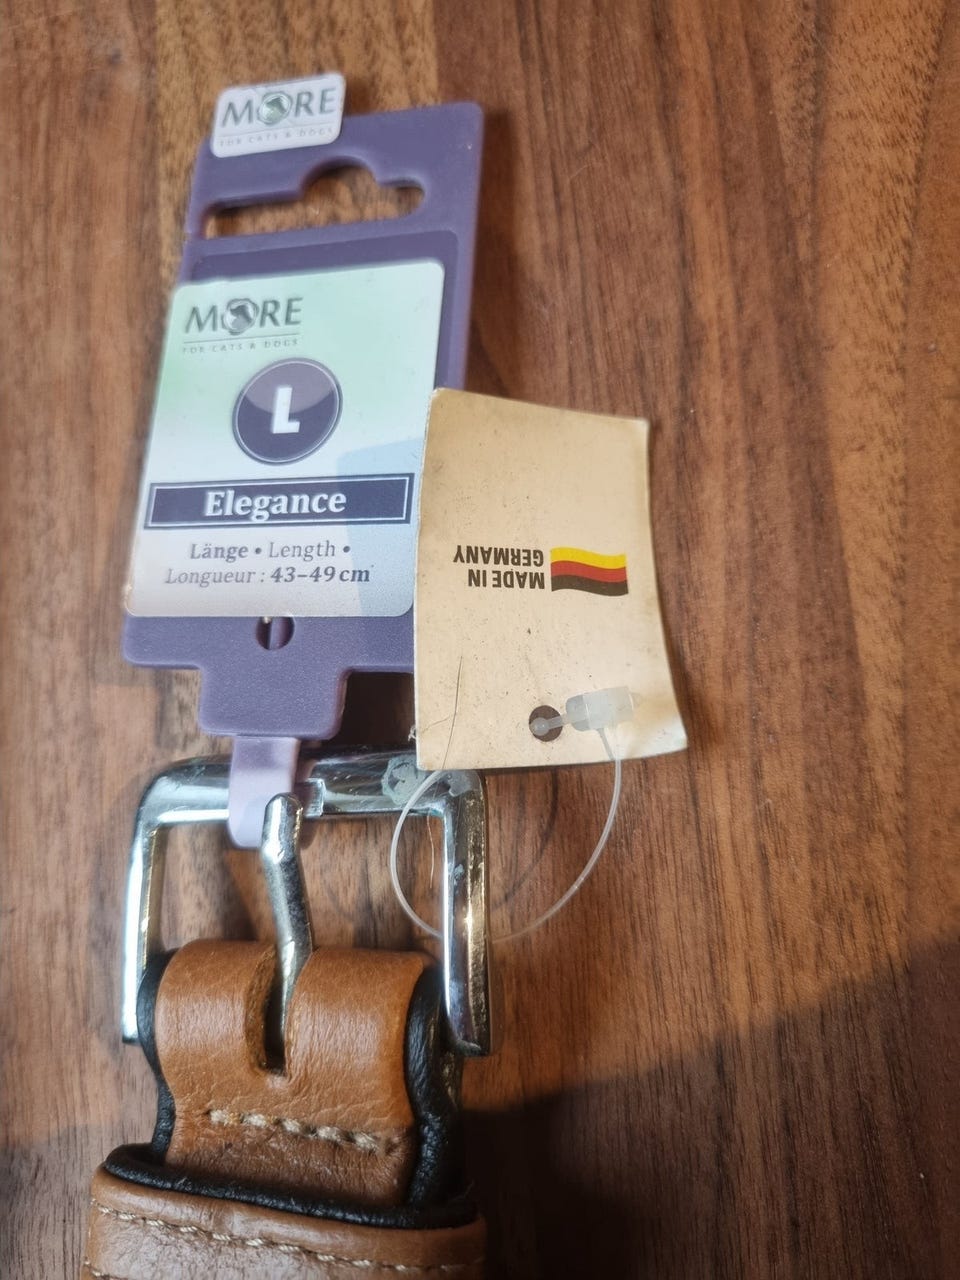 MORE
FOR CATS & DOGS
MORE
FOR CATS & DOGS
L
Elegance
Länge • Length •
Longueur : 43–49 cm
MADE IN
GERMANY